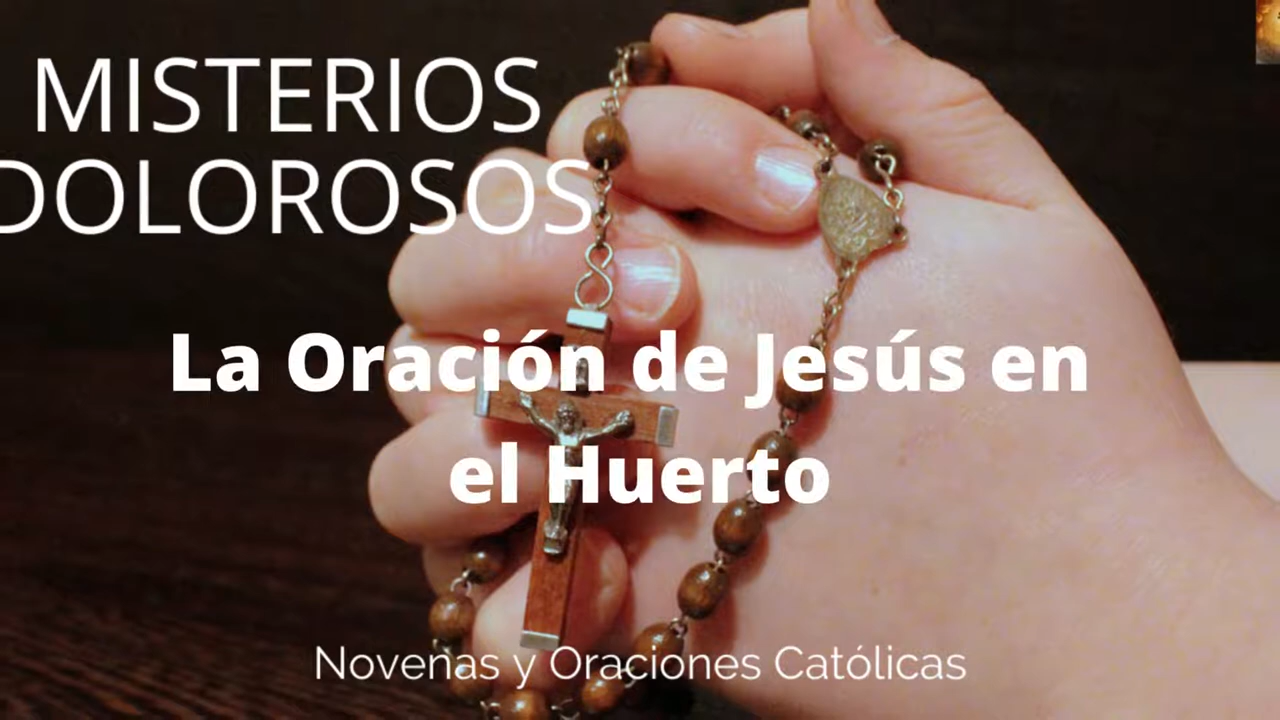 MISTERIOS
DOLOROSOS
La Oración de Jesús en
el Huerto
Novenas y Oraciones Católicas